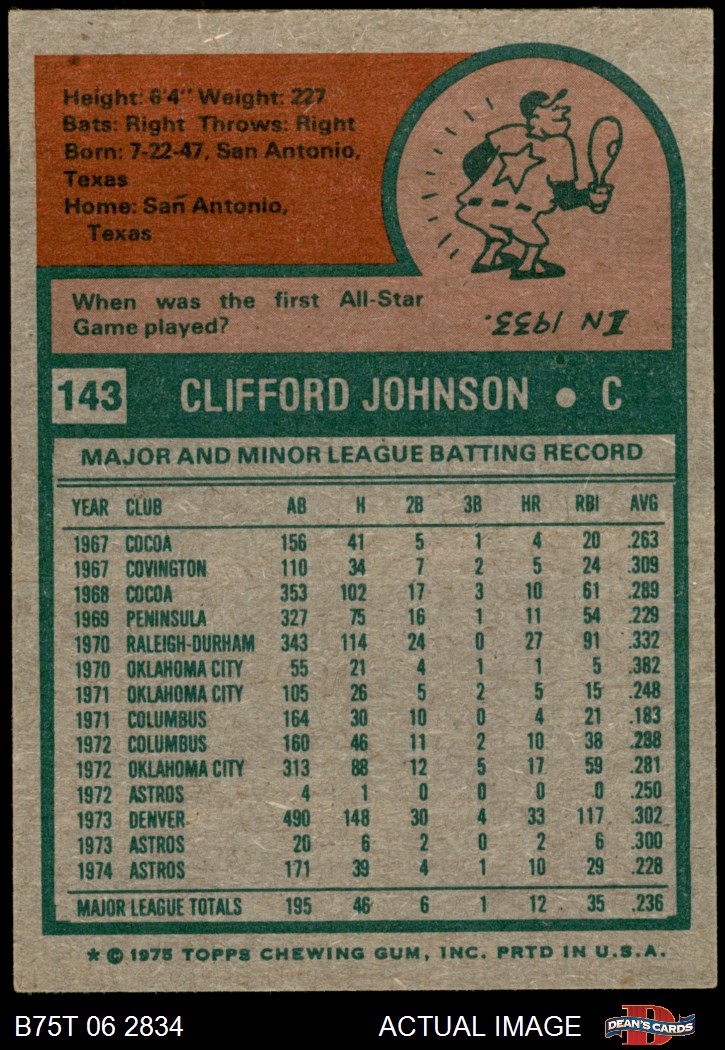 Height: 6'4" Weight: 227
Bats: Right Throws: Right
Born: 7-22-47, San Antonio,
Texas
Home: San Antonio,
Texas
When was the first All-Star
Game played?
IN 1933.
143 CLIFFORD JOHNSON • C
MAJOR AND MINOR LEAGUE BATTING RECORD
YEAR CLUB AB H 2B 3B HR RBI AVG
1967 COCOA 156 41 5 1 4 20 .263
1967 COVINGTON 110 34 7 2 5 24 .309
1968 COCOA 353 102 17 3 10 61 .289
1969 PENINSULA 327 75 16 1 11 54 .229
1970 RALEIGH-DURHAM 343 114 24 0 27 91 .332
1970 OKLAHOMA CITY 55 21 4 1 1 5 .382
1971 OKLAHOMA CITY 105 26 5 2 5 15 .248
1971 COLUMBUS 164 30 10 0 4 21 .183
1972 COLUMBUS 160 46 11 2 10 38 .288
1972 OKLAHOMA CITY 313 88 12 5 17 59 .281
1972 ASTROS 4 1 0 0 0 0 .250
1973 DENVER 490 148 30 4 33 117 .302
1973 ASTROS 20 6 2 0 2 6 .300
1974 ASTROS 171 39 4 1 10 29 .228
MAJOR LEAGUE TOTALS 195 46 6 1 12 35 .236
* © 1975 TOPPS CHEWING GUM, INC. PRTD IN U.S.A.
B75T 06 2834 ACTUAL IMAGE
D
DEAN'S CARDS